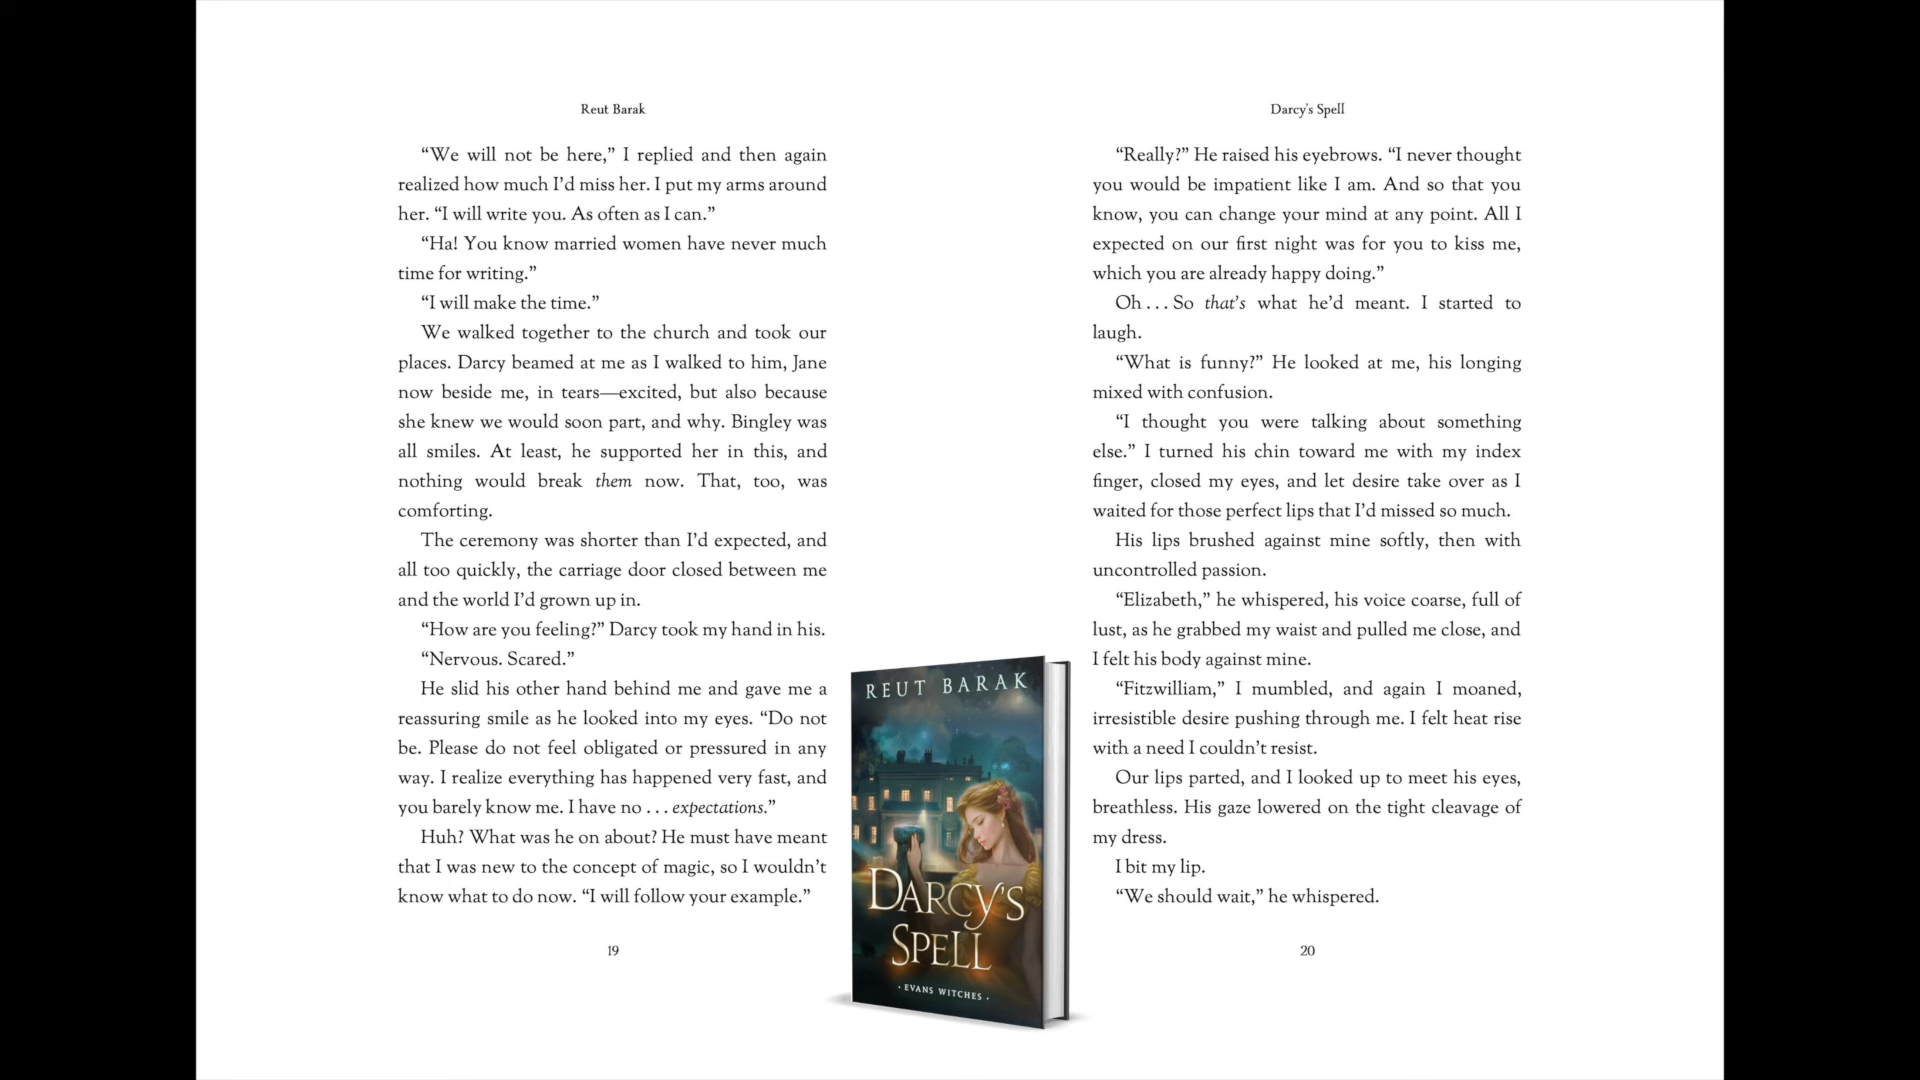 Reut Barak
“We will not be here,” I replied and then again
realized how much I’d miss her. I put my arms around
her. “I will write you. As often as I can.”
“Ha! You know married women have never much
time for writing.”
“I will make the time.”
We walked together to the church and took our
places. Darcy beamed at me as I walked to him, Jane
now beside me, in tears—excited, but also because
she knew we would soon part, and why. Bingley was
all smiles. At least, he supported her in this, and
nothing would break them now. That, too, was
comforting.
The ceremony was shorter than I’d expected, and
all too quickly, the carriage door closed between me
and the world I’d grown up in.
“How are you feeling?” Darcy took my hand in his.
“Nervous. Scared.”
He slid his other hand behind me and gave me a
reassuring smile as he looked into my eyes. “Do not
be. Please do not feel obligated or pressured in any
way. I realize everything has happened very fast, and
you barely know me. I have no . . . expectations.”
Huh? What was he on about? He must have meant
that I was new to the concept of magic, so I wouldn’t
know what to do now. “I will follow your example.”
19
Darcy’s Spell
“Really?” He raised his eyebrows. “I never thought
you would be impatient like I am. And so that you
know, you can change your mind at any point. All I
expected on our first night was for you to kiss me,
which you are already happy doing.”
Oh . . . So that’s what he’d meant. I started to
laugh.
“What is funny?” He looked at me, his longing
mixed with confusion.
“I thought you were talking about something
else.” I turned his chin toward me with my index
finger, closed my eyes, and let desire take over as I
waited for those perfect lips that I’d missed so much.
His lips brushed against mine softly, then with
uncontrolled passion.
“Elizabeth,” he whispered, his voice coarse, full of
lust, as he grabbed my waist and pulled me close, and
I felt his body against mine.
“Fitzwilliam,” I mumbled, and again I moaned,
irresistible desire pushing through me. I felt heat rise
with a need I couldn’t resist.
Our lips parted, and I looked up to meet his eyes,
breathless. His gaze lowered on the tight cleavage of
my dress.
I bit my lip.
“We should wait,” he whispered.
20
REUT BARAK
DARCY’S
SPELL
• EVANS WITCHES •